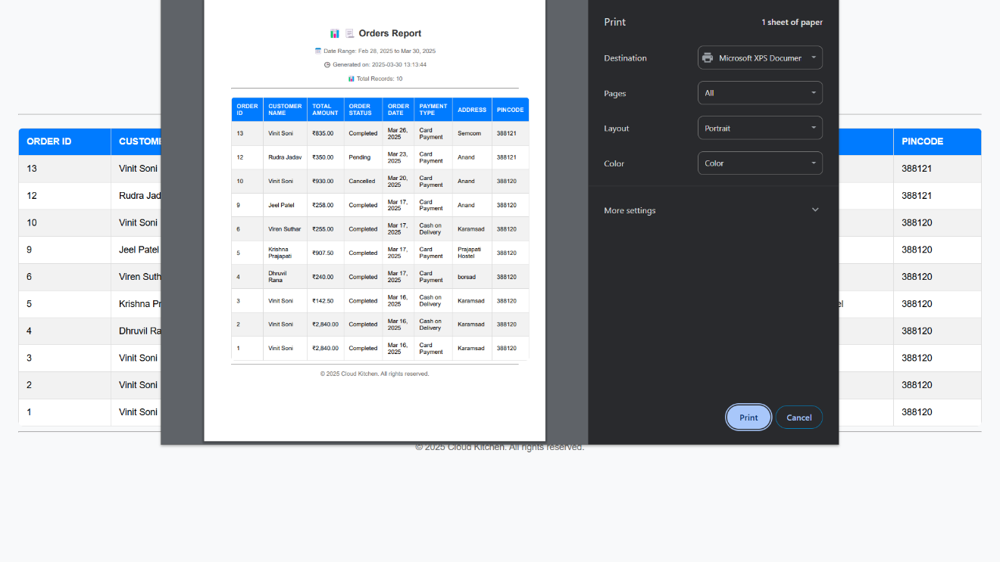 Orders Report
Date Range: Feb 28, 2025 to Mar 30, 2025
Generated on: 2025-03-30 13:13:44
Total Records: 10
ORDER ID CUSTOMER NAME TOTAL AMOUNT ORDER STATUS ORDER DATE PAYMENT TYPE ADDRESS PINCODE
13 Vinit Soni ₹835.00 Completed Mar 26, 2025 Card Payment Semcom 388121
12 Rudra Jadav ₹350.00 Pending Mar 23, 2025 Card Payment Anand 388121
10 Vinit Soni ₹930.00 Cancelled Mar 20, 2025 Card Payment Anand 388120
9 Jeel Patel ₹258.00 Completed Mar 17, 2025 Card Payment Anand 388120
6 Viren Suthar ₹255.00 Completed Mar 17, 2025 Cash on Delivery Karamsad 388120
5 Krishna Prajapati ₹907.50 Completed Mar 17, 2025 Card Payment Prajapati Hostel 388120
4 Dhruvil Rana ₹240.00 Completed Mar 17, 2025 Card Payment borsad 388120
3 Vinit Soni ₹142.50 Completed Mar 16, 2025 Cash on Delivery Karamsad 388120
2 Vinit Soni ₹2,840.00 Completed Mar 16, 2025 Cash on Delivery Karamsad 388120
1 Vinit Soni ₹2,840.00 Completed Mar 16, 2025 Card Payment Karamsad 388120
© 2025 Cloud Kitchen. All rights reserved.
Print 1 sheet of paper
Destination Microsoft XPS Documer
Pages All
Layout Portrait
Color Color
More settings
Print Cancel
ORDER ID CUSTOME PINCODE
13 Vinit Soni 388121
12 Rudra Jad 388121
10 Vinit Soni 388120
9 Jeel Patel 388120
6 Viren Suth 388120
5 Krishna Pr el 388120
4 Dhruvil Ra 388120
3 Vinit Soni 388120
2 Vinit Soni 388120
1 Vinit Soni 388120
© 2025 Cloud Kitchen. All rights reserved.